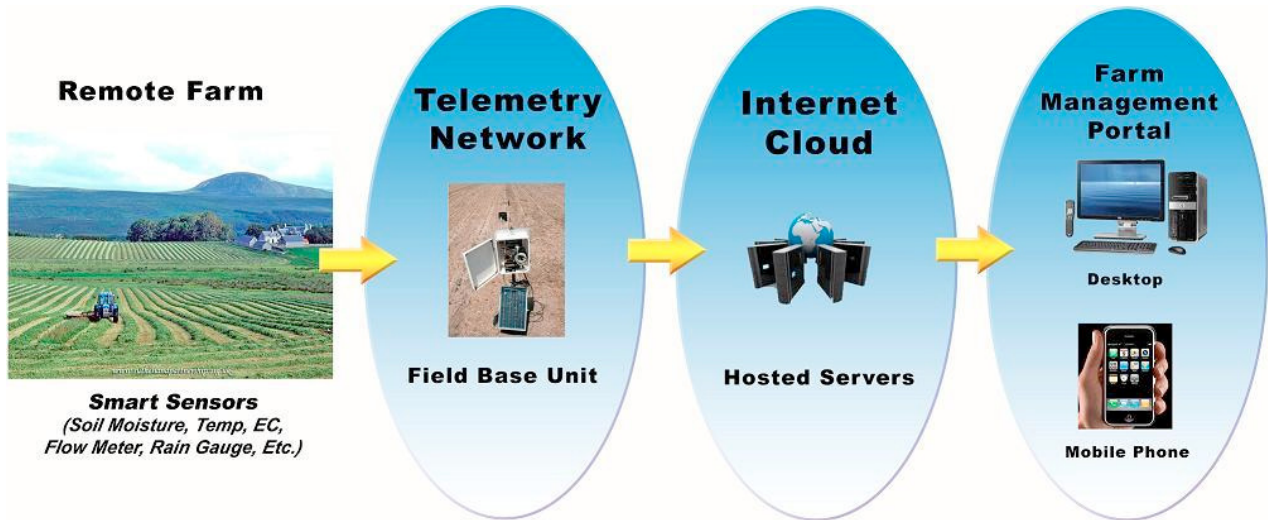 Remote Farm
Smart Sensors
(Soil Moisture, Temp, EC,
Flow Meter, Rain Gauge, Etc.)
Telemetry
Network
Field Base Unit
Internet
Cloud
Hosted Servers
Farm
Management
Portal
Desktop
Mobile Phone